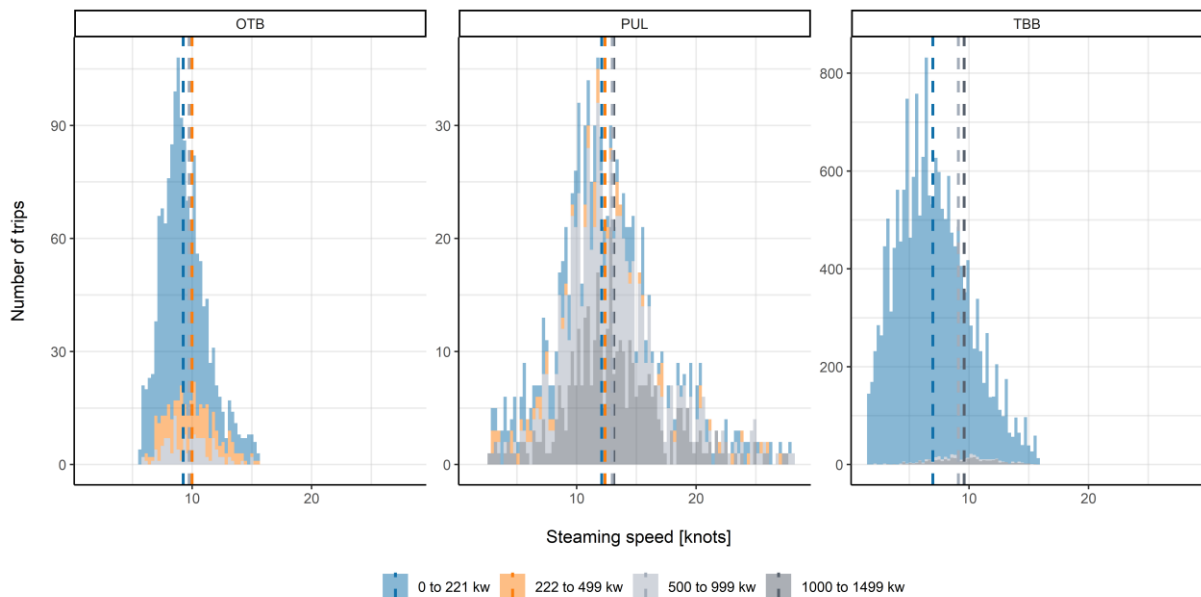 OTB PUL TBB
90
60
30
0
30
20
10
0
800
600
400
200
0
10 20 10 20 10 20
Number of trips
Steaming speed [knots]
0 to 221 kw 222 to 499 kw 500 to 999 kw 1000 to 1499 kw